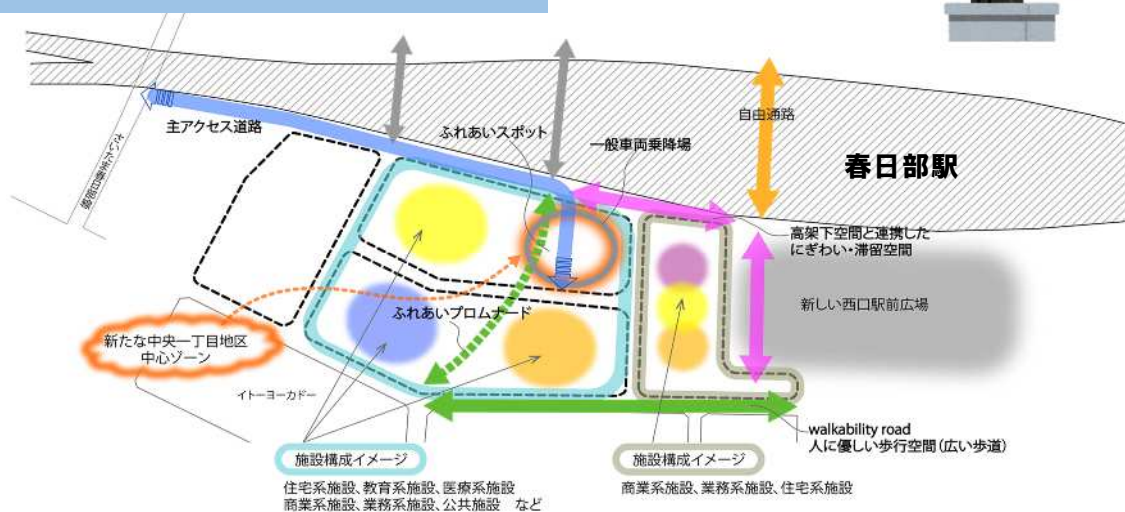 自由通路
主アクセス道路
ふれあいスポット
一般車両乗降場
春日部駅
さいたま春日部線
高架下空間と連携した
にぎわい・滞留空間
新しい西口駅前広場
ふれあいプロムナード
新たな中央一丁目地区
中心ゾーン
イトーヨーカドー
walkability road
人に優しい歩行空間(広い歩道)
施設構成イメージ
住宅系施設、教育系施設、医療系施設
商業系施設、業務系施設、公共施設 など
施設構成イメージ
商業系施設、業務系施設、住宅系施設